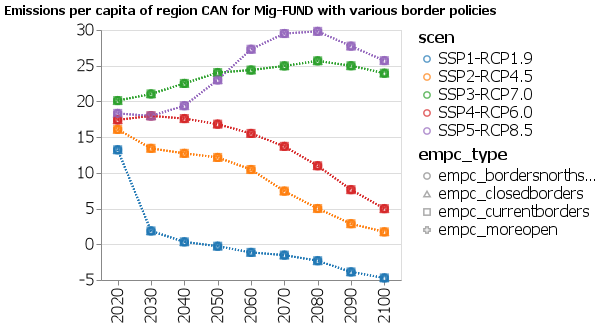 Emissions per capita of region CAN for Mig-FUND with various border policies
30
25
20
15
10
5
0
-5
2020
2030
2040
2050
2060
2070
2080
2090
2100
scen
SSP1-RCP1.9
SSP2-RCP4.5
SSP3-RCP7.0
SSP4-RCP6.0
SSP5-RCP8.5
empc_type
empc_bordersnorths...
empc_closedborders
empc_currentborders
empc_moreopen